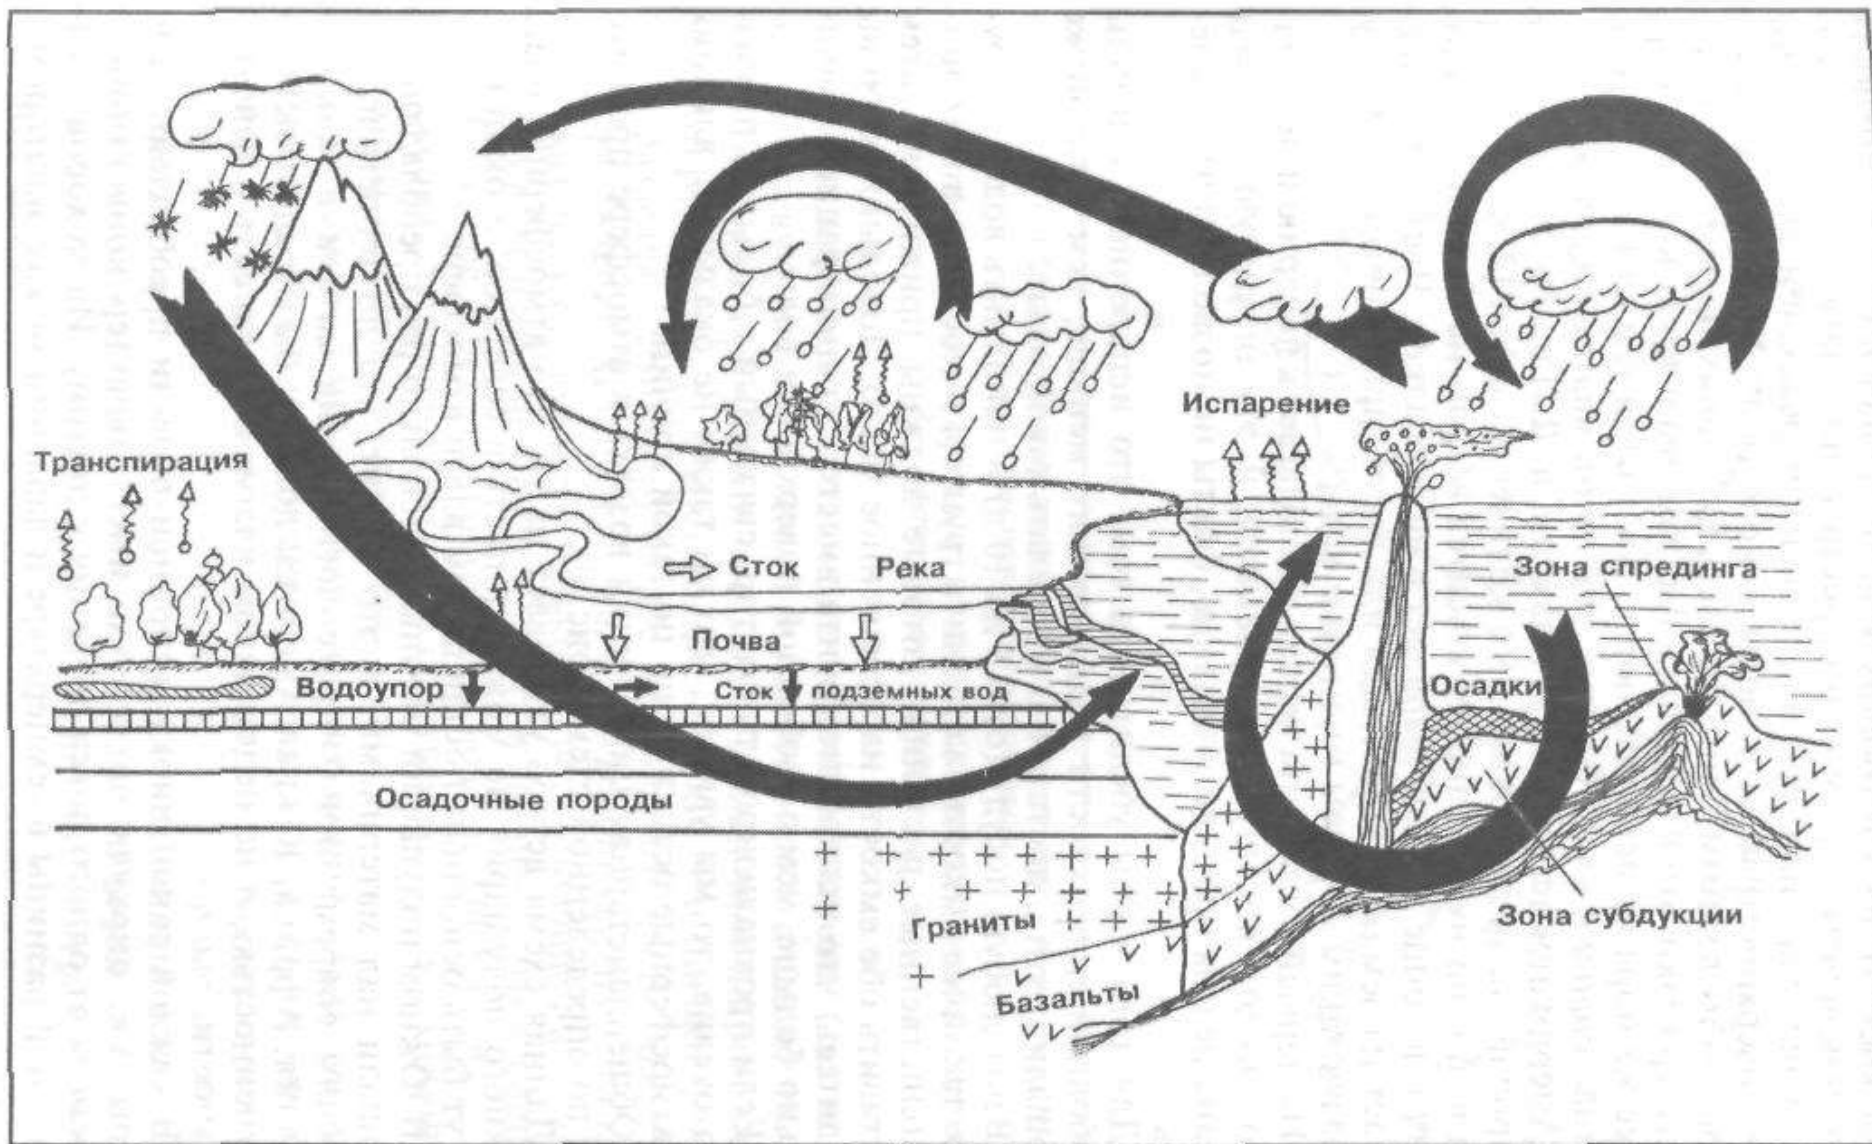 Испарение
Транспирация
Сток Река
Зона спрединга
Почва
Водоупор
Сток подземных вод
Осадки
Осадочные породы
Граниты
Зона субдукции
Базальты